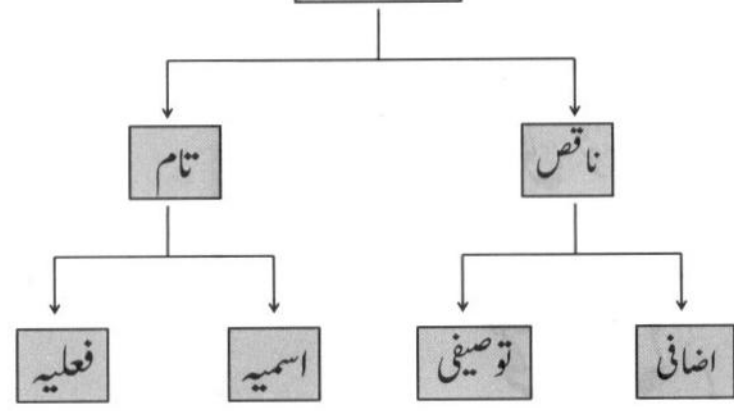 ناقص
تام
اضافی
توصیفی
اسمیہ
فعلیہ